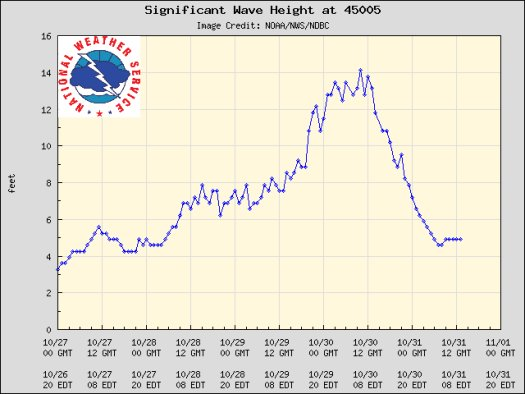 Significant Wave Height at 45005
Image Credit: NOAA/NWS/NDBC
NATIONAL WEATHER SERVICE
feet
16
14
12
10
8
6
4
2
0
10/27 10/27 10/28 10/28 10/29 10/29 10/30 10/30 10/31 10/31 11/01
00 GMT 12 GMT 00 GMT 12 GMT 00 GMT 12 GMT 00 GMT 12 GMT 00 GMT 12 GMT 00 GMT
10/26 10/27 10/27 10/28 10/28 10/29 10/29 10/30 10/30 10/31 10/31
20 EDT 08 EDT 20 EDT 08 EDT 20 EDT 08 EDT 20 EDT 08 EDT 20 EDT 08 EDT 20 EDT